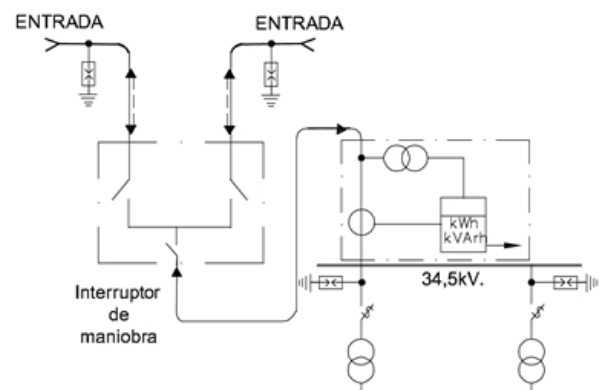 ENTRADA
ENTRADA
kWh
kVArh
34,5kV.
Interruptor
de
maniobra